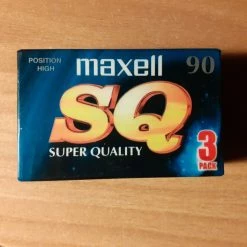 POSITION
HIGH
maxell 90
SQ
SUPER QUALITY
3
PACK